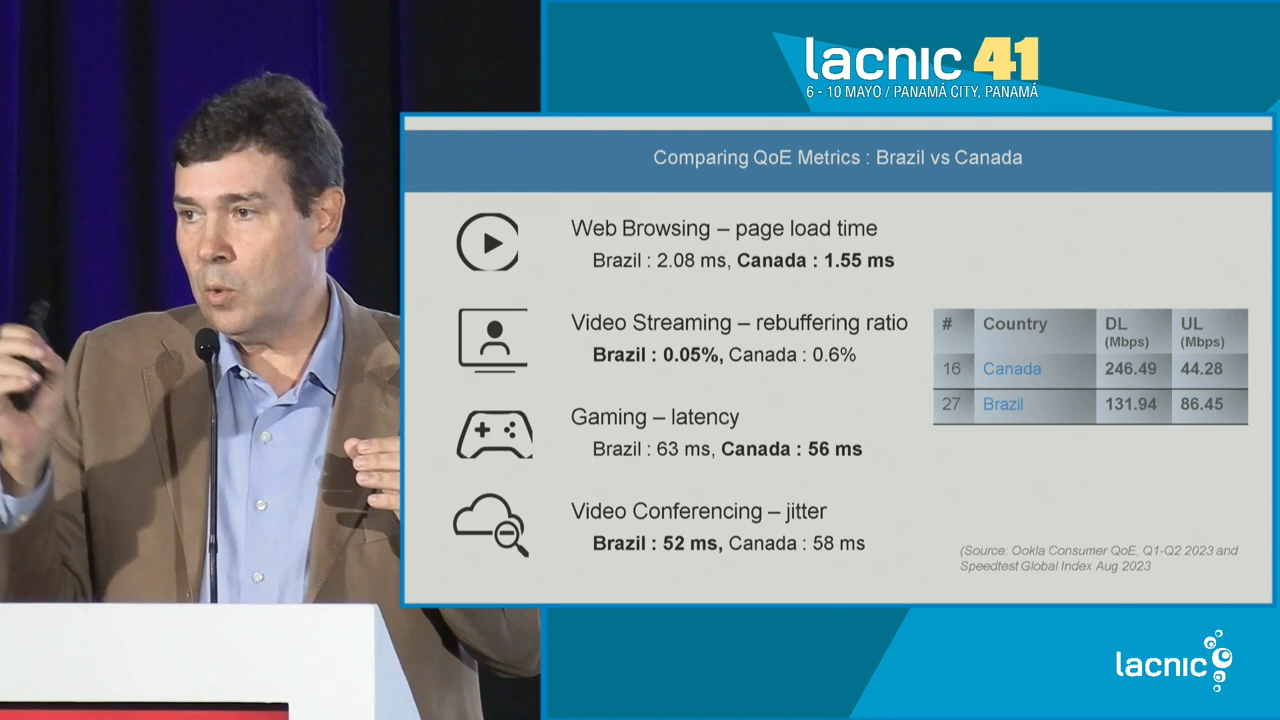 lacnic 41
6 - 10 MAYO / PANAMÁ CITY, PANAMÁ
Comparing QoE Metrics : Brazil vs Canada
Web Browsing – page load time
Brazil : 2.08 ms, Canada : 1.55 ms
Video Streaming – rebuffering ratio
Brazil : 0.05%, Canada : 0.6%
Gaming – latency
Brazil : 63 ms, Canada : 56 ms
Video Conferencing – jitter
Brazil : 52 ms, Canada : 58 ms
# Country DL UL
(Mbps) (Mbps)
16 Canada 246.49 44.28
27 Brazil 131.94 86.45
(Source: Ookla Consumer QoE, Q1-Q2 2023 and
Speedtest Global Index Aug 2023
lacnic